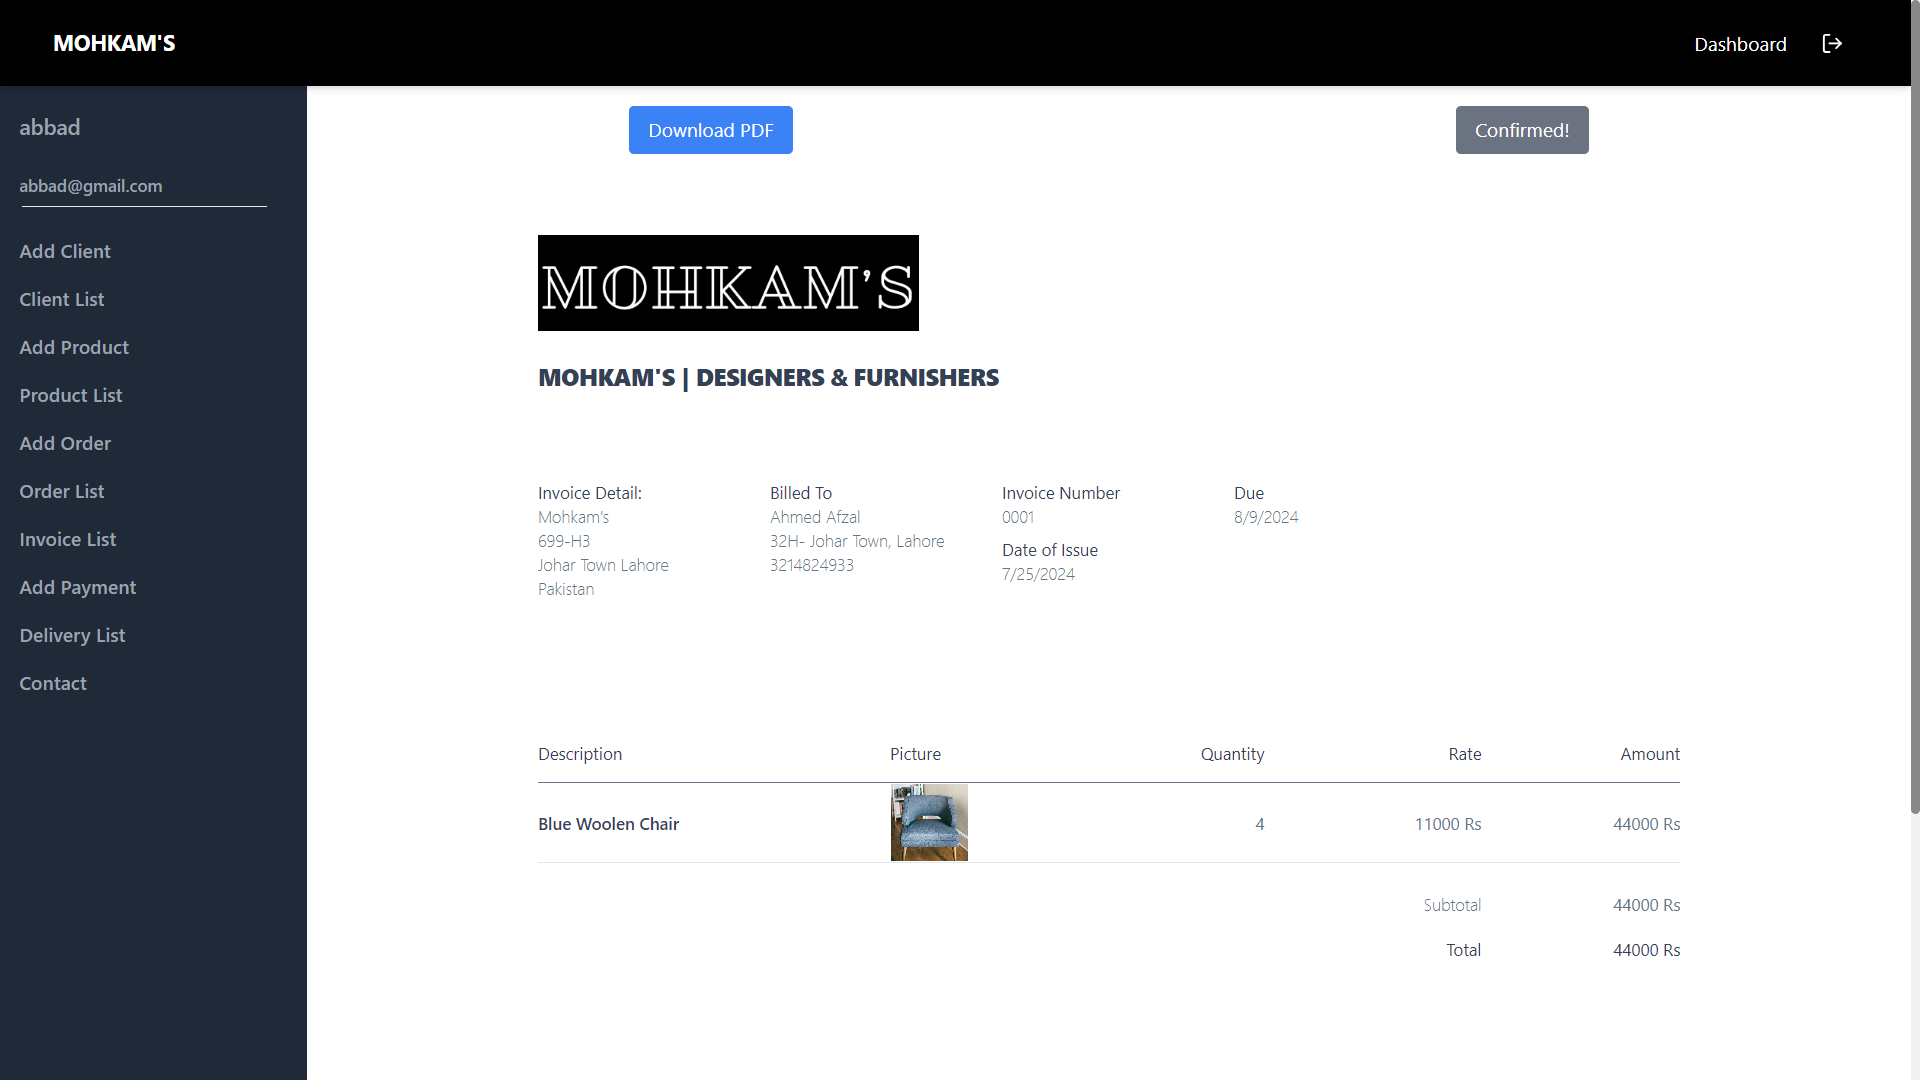 MOHKAM'S
Dashboard
abbad
abbad@gmail.com
Add Client
Client List
Add Product
Product List
Add Order
Order List
Invoice List
Add Payment
Delivery List
Contact
Download PDF
Confirmed!
MOHKAM'S
MOHKAM'S | DESIGNERS & FURNISHERS
Invoice Detail:
Mohkam's
699-H3
Johar Town Lahore
Pakistan
Billed To
Ahmed Afzal
32H- Johar Town, Lahore
3214824933
Invoice Number
0001
Date of Issue
7/25/2024
Due
8/9/2024
Description Picture Quantity Rate Amount
Blue Woolen Chair 4 11000 Rs 44000 Rs
Subtotal 44000 Rs
Total 44000 Rs